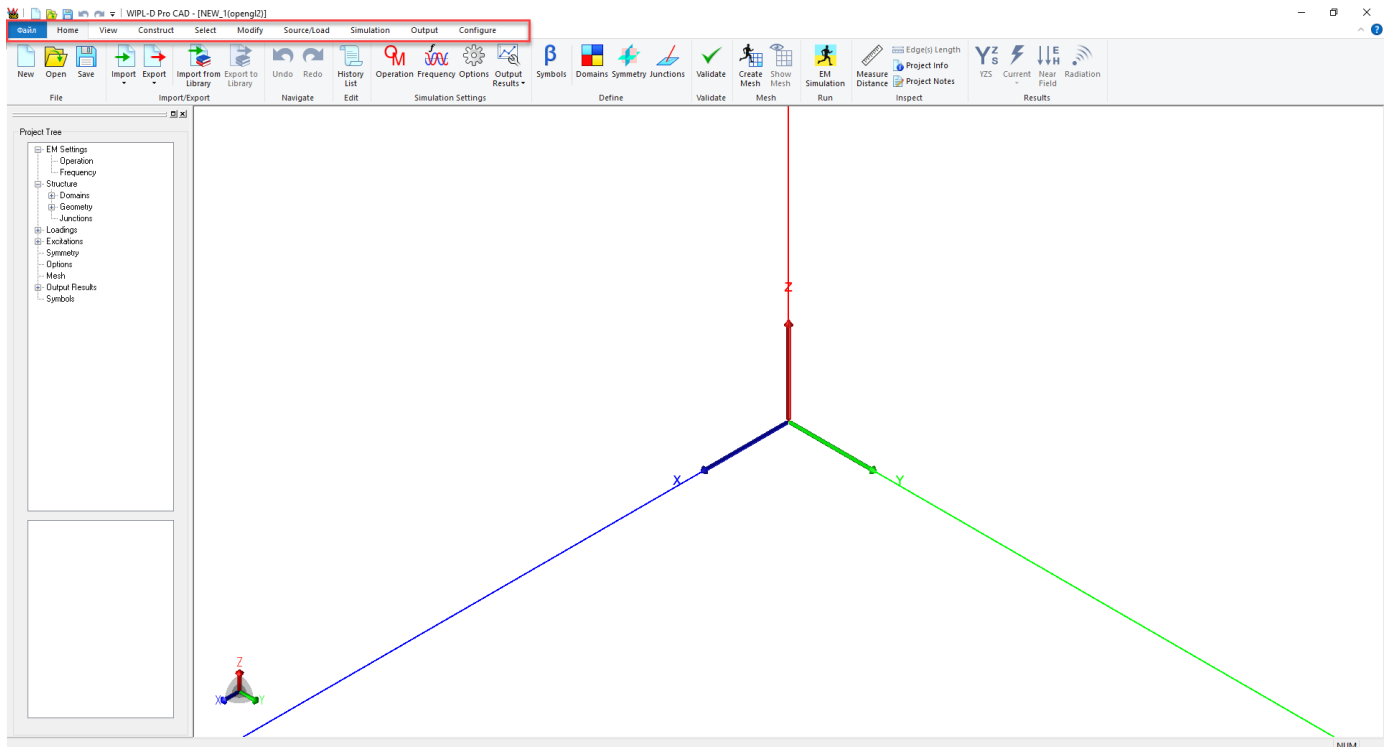 WIPL-D Pro CAD - [NEW_1(opengl2)]
Файл Home View Construct Select Modify Source/Load Simulation Output Configure
New Open Save Import Export Import from Library Export to Library Undo Redo History List Operation Frequency Options Output Results Symbols Domains Symmetry Junctions Validate Create Mesh Show Mesh EM Simulation Measure Distance
Edge(s) Length
Project Info
Project Notes
YZS Current Near Field Radiation
File Import/Export Navigate Edit Simulation Settings Define Validate Mesh Run Inspect Results
Project Tree
EM Settings
Operation
Frequency
Structure
Domains
Geometry
Junctions
Loadings
Excitations
Symmetry
Options
Mesh
Output Results
Symbols
Z
X
Y
Z
X
Y
NUM